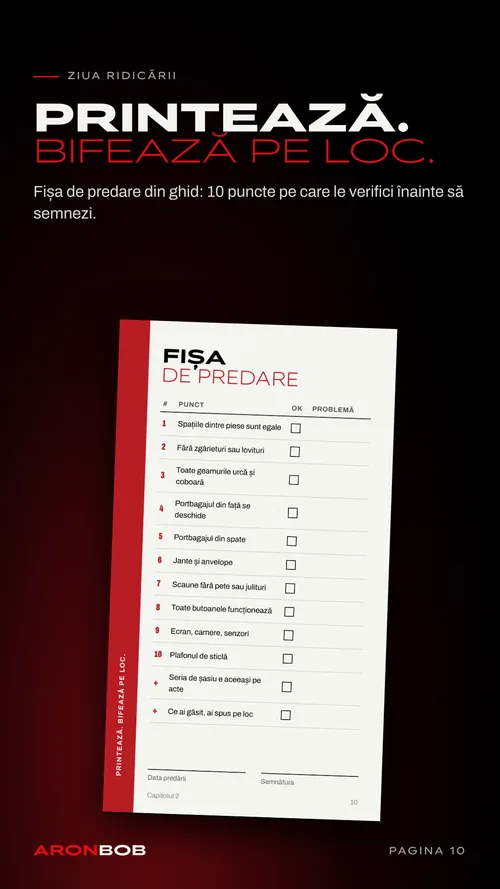 ZIUA RIDICĂRII
PRINTEAZĂ.
BIFEAZĂ PE LOC.
Fișa de predare din ghid: 10 puncte pe care le verifici înainte să
semnezi.
FIȘA
DE PREDARE
# PUNCT OK PROBLEMĂ
1 Spațiile dintre piese sunt egale
2 Fără zgârieturi sau lovituri
3 Toate geamurile urcă și
coboară
4 Portbagajul din față se
deschide
5 Portbagajul din spate
6 Jante și anvelope
7 Scaune fără pete sau julituri
8 Toate butoanele funcționează
9 Ecran, camere, senzori
10 Plafonul de sticlă
+ Seria de șasiu e aceeași pe
acte
+ Ce ai găsit, ai spus pe loc
PRINTEAZĂ. BIFEAZĂ PE LOC.
Data predării Semnătura
Capitolul 2 10
ARONBOB PAGINA 10